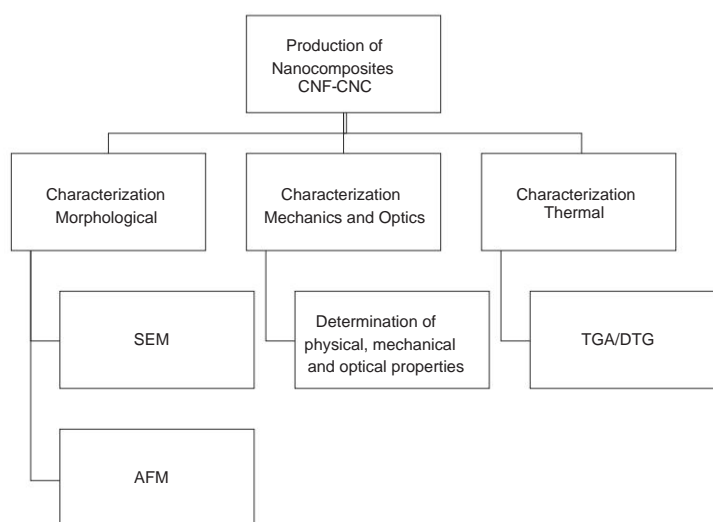 Production of
Nanocomposites
CNF-CNC
Characterization
Morphological
Characterization
Mechanics and Optics
Characterization
Thermal
SEM
Determination of
physical, mechanical
and optical properties
TGA/DTG
AFM